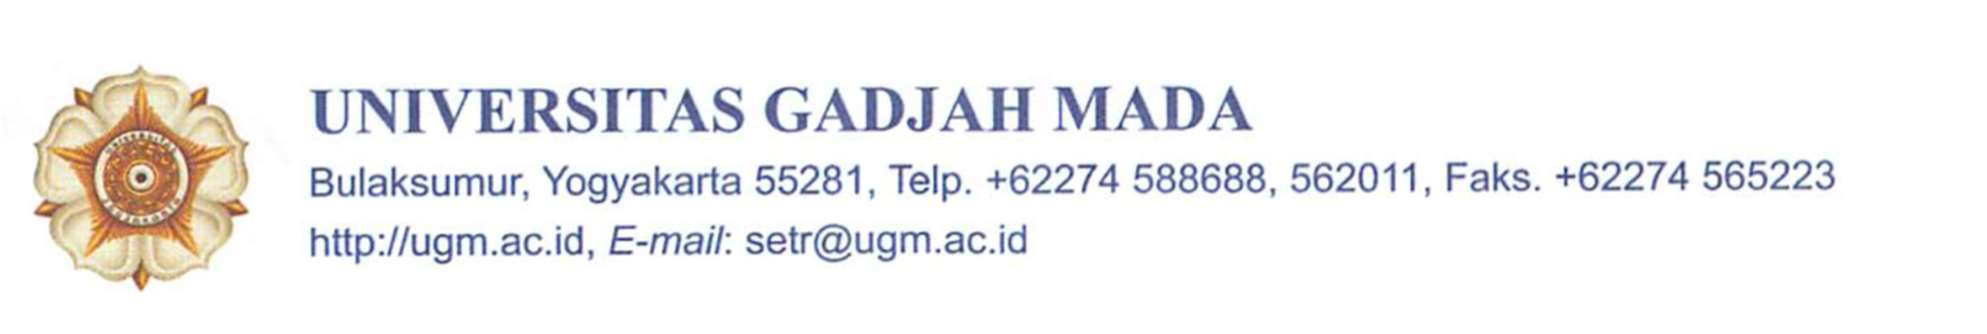 UNIVERSITAS GADJAH MADA
Bulaksumur, Yogyakarta 55281, Telp. +62274 588688, 562011, Faks. +62274 565223
http://ugm.ac.id, E-mail: setr@ugm.ac.id